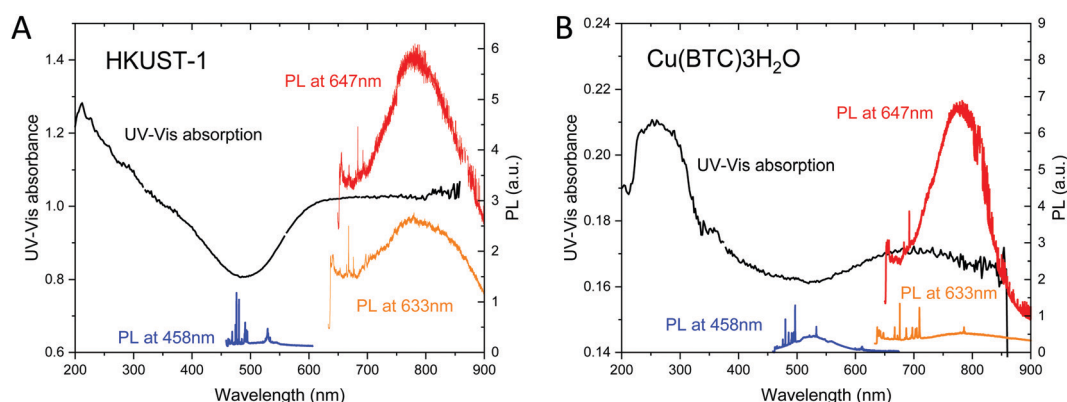 A
HKUST-1
PL at 647nm
UV-Vis absorption
PL at 633nm
PL at 458nm
UV-Vis absorbance
1.4
1.2
1.0
0.8
0.6
PL (a.u.)
6
5
4
3
2
1
0
200 300 400 500 600 700 800 900
Wavelength (nm)
B
Cu(BTC)3H₂O
PL at 647nm
UV-Vis absorption
PL at 633nm
PL at 458nm
UV-Vis absorbance
0.24
0.22
0.20
0.18
0.16
0.14
PL (a.u.)
9
8
7
6
5
4
3
2
1
0
200 300 400 500 600 700 800 900
Wavelength (nm)